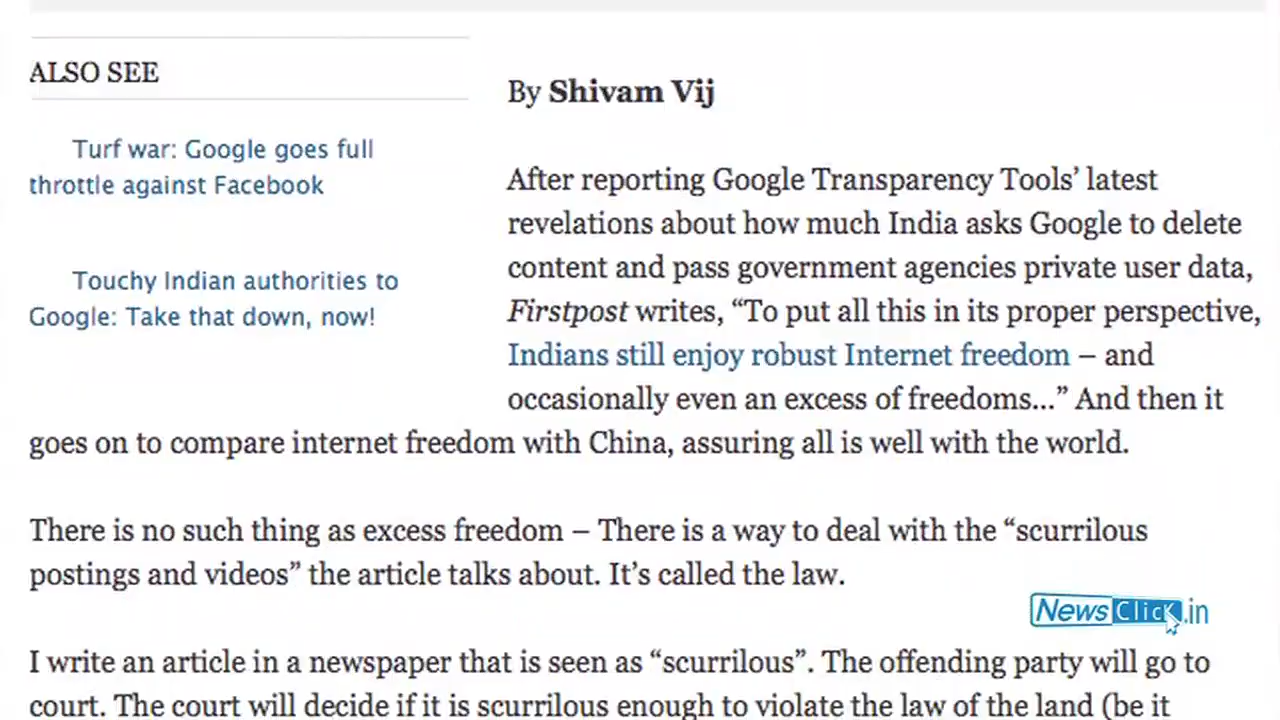 ALSO SEE
Turf war: Google goes full
throttle against Facebook
Touchy Indian authorities to
Google: Take that down, now!
By Shivam Vij
After reporting Google Transparency Tools’ latest
revelations about how much India asks Google to delete
content and pass government agencies private user data,
Firstpost writes, “To put all this in its proper perspective,
Indians still enjoy robust Internet freedom – and
occasionally even an excess of freedoms...” And then it
goes on to compare internet freedom with China, assuring all is well with the world.
There is no such thing as excess freedom – There is a way to deal with the “scurrilous
postings and videos” the article talks about. It’s called the law.
NewsClick.in
I write an article in a newspaper that is seen as “scurrilous”. The offending party will go to
court. The court will decide if it is scurrilous enough to violate the law of the land (be it